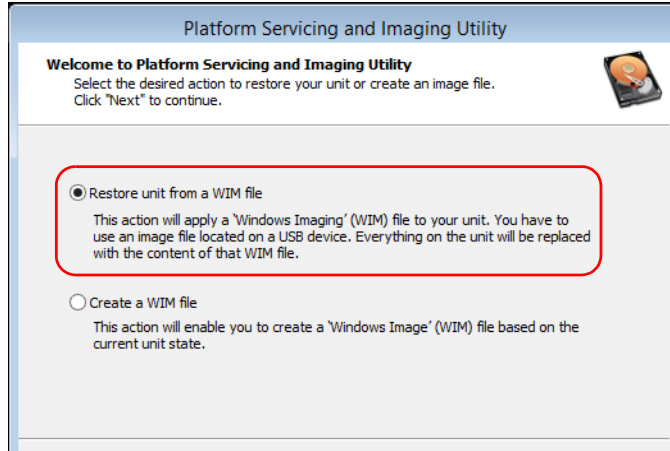 Platform Servicing and Imaging Utility
Welcome to Platform Servicing and Imaging Utility
Select the desired action to restore your unit or create an image file.
Click "Next" to continue.
Restore unit from a WIM file
This action will apply a 'Windows Imaging' (WIM) file to your unit. You have to
use an image file located on a USB device. Everything on the unit will be replaced
with the content of that WIM file.
Create a WIM file
This action will enable you to create a 'Windows Image' (WIM) file based on the
current unit state.